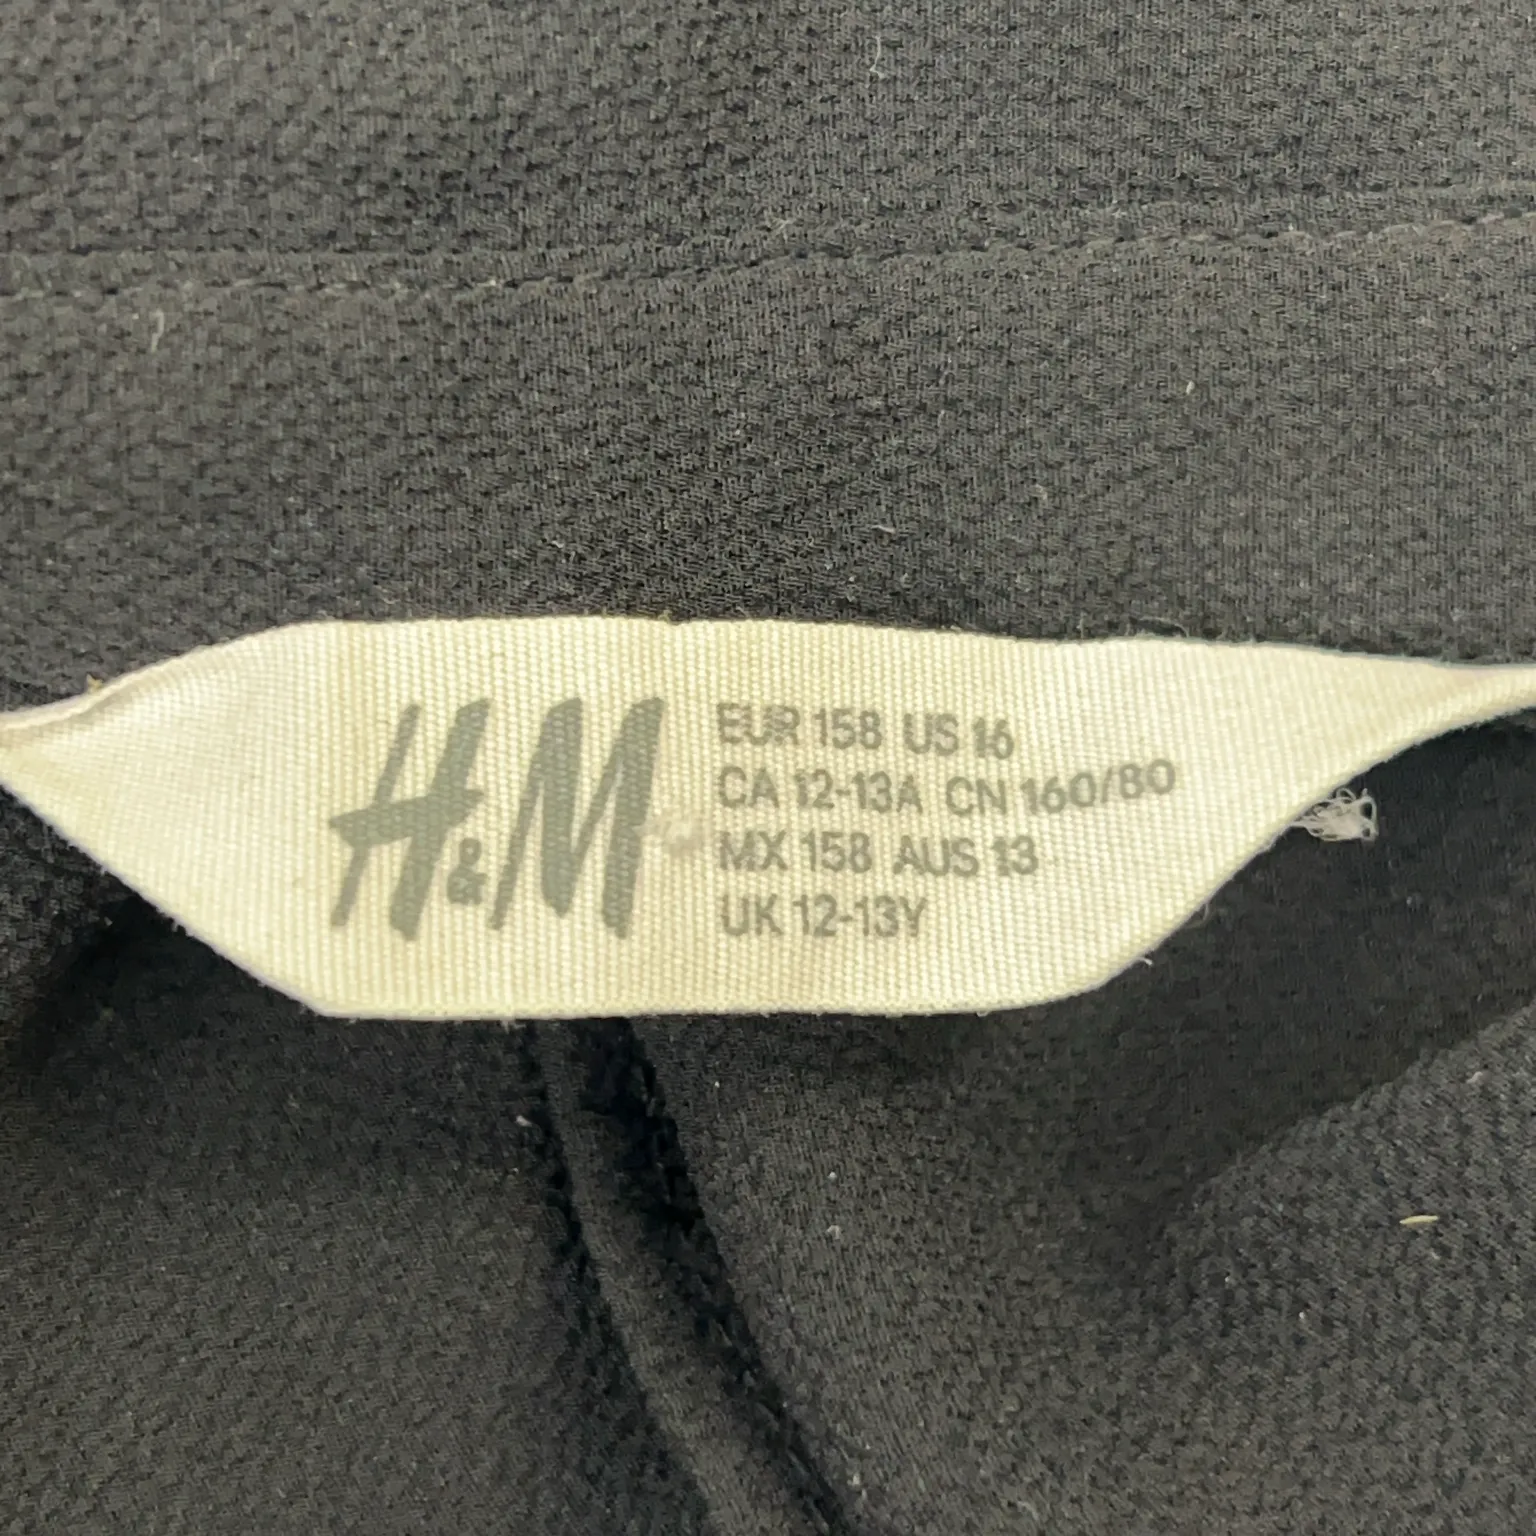 H&M
EUR 158 US 16
CA 12-13A CN 160/80
MX 158 AUS 13
UK 12-13Y